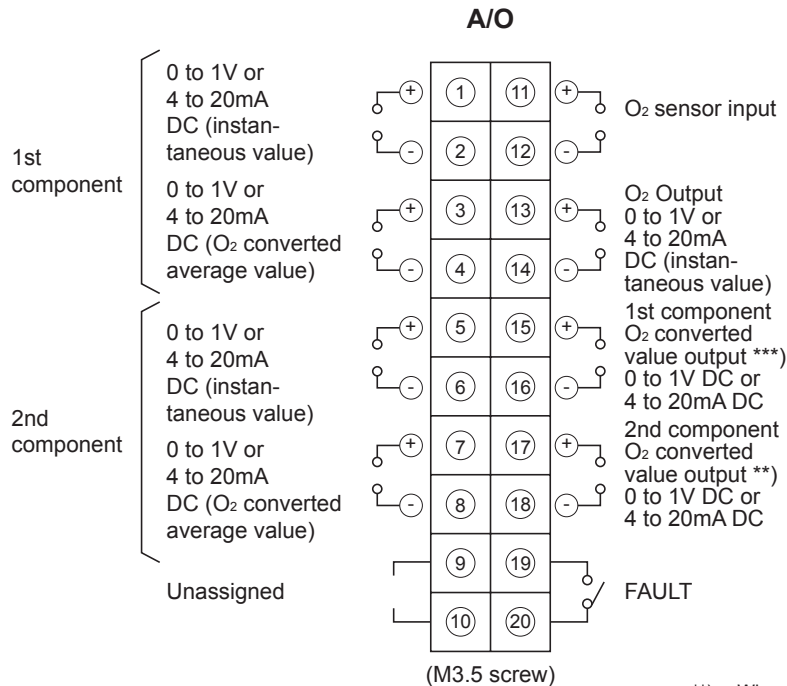 A/O
1st
component
0 to 1V or
4 to 20mA
DC (instan-
taneous value)
0 to 1V or
4 to 20mA
DC (O2 converted
average value)
2nd
component
0 to 1V or
4 to 20mA
DC (instan-
taneous value)
0 to 1V or
4 to 20mA
DC (O2 converted
average value)
Unassigned
+ 1 11 +
- 2 12 -
+ 3 13 +
- 4 14 -
+ 5 15 +
- 6 16 -
+ 7 17 +
- 8 18 -
9 19
10 20
O2 sensor input
O2 Output
0 to 1V or
4 to 20mA
DC (instan-
taneous value)
1st component
O2 converted
value output ***)
0 to 1V DC or
4 to 20mA DC
2nd component
O2 converted
value output **)
0 to 1V DC or
4 to 20mA DC
FAULT
(M3.5 screw)